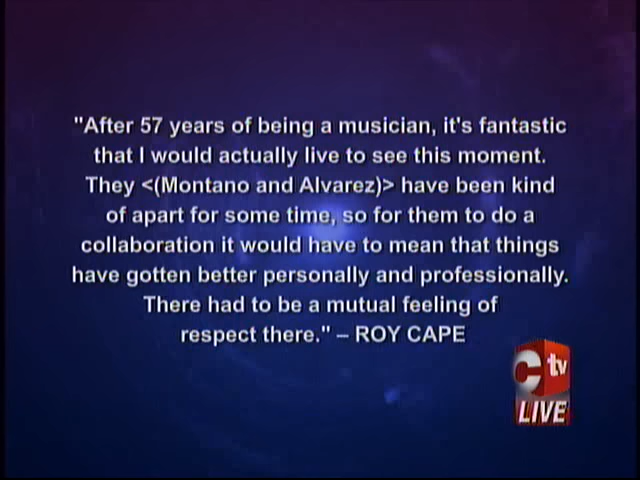 "After 57 years of being a musician, it's fantastic
that I would actually live to see this moment.
They <(Montano and Alvarez)> have been kind
of apart for some time, so for them to do a
collaboration it would have to mean that things
have gotten better personally and professionally.
There had to be a mutual feeling of
respect there." – ROY CAPE
Ctv
LIVE